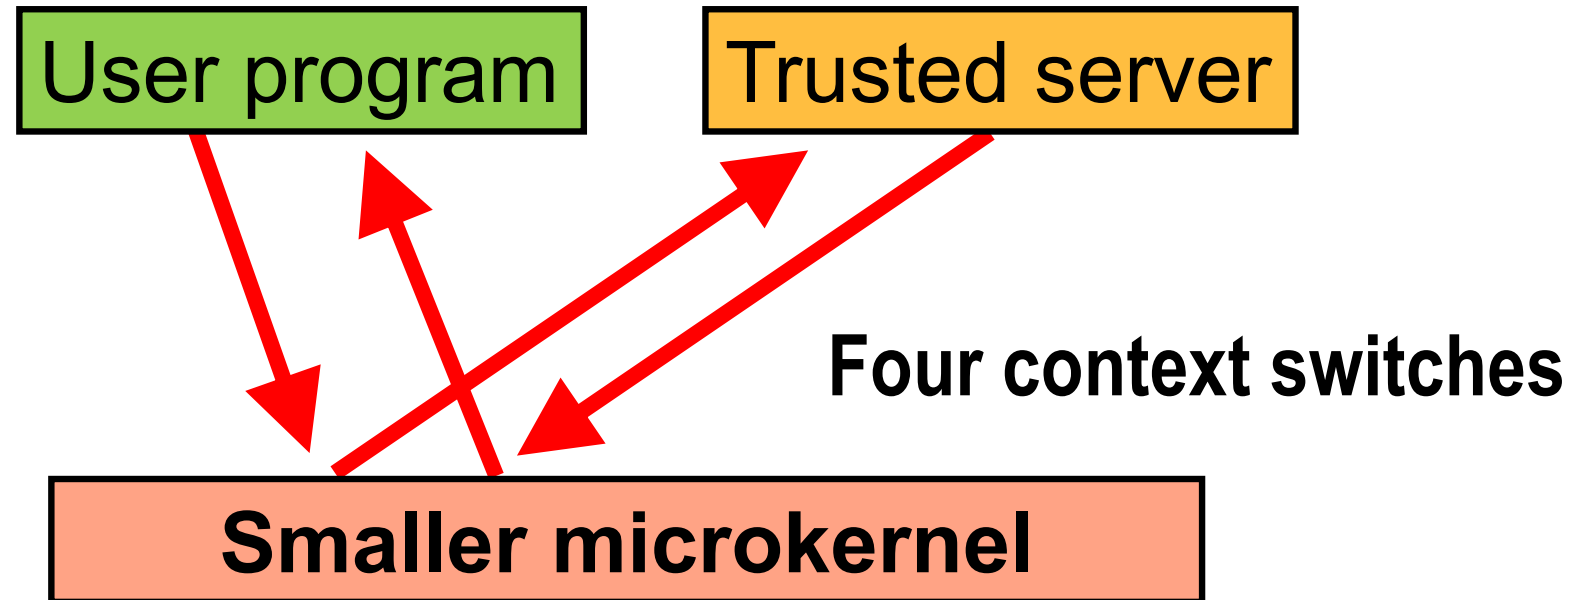 User program
Trusted server
Four context switches
Smaller microkernel